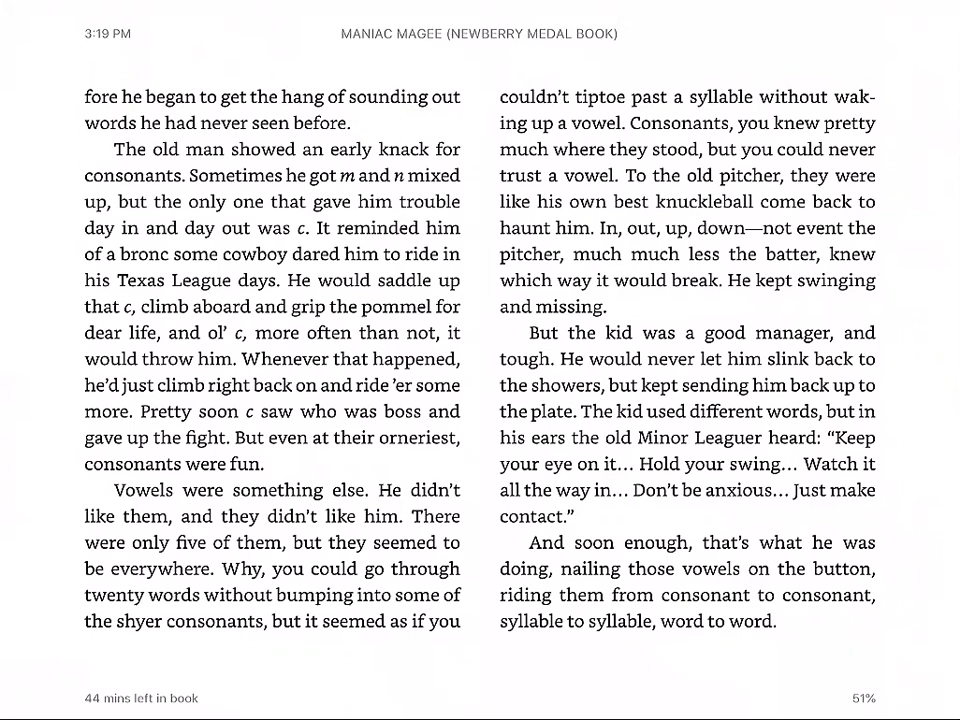 3:19 PM
MANIAC MAGEE (NEWBERRY MEDAL BOOK)
fore he began to get the hang of sounding out
words he had never seen before.
The old man showed an early knack for
consonants. Sometimes he got m and n mixed
up, but the only one that gave him trouble
day in and day out was c. It reminded him
of a bronc some cowboy dared him to ride in
his Texas League days. He would saddle up
that c, climb aboard and grip the pommel for
dear life, and ol’ c, more often than not, it
would throw him. Whenever that happened,
he’d just climb right back on and ride ’er some
more. Pretty soon c saw who was boss and
gave up the fight. But even at their orneriest,
consonants were fun.
Vowels were something else. He didn’t
like them, and they didn’t like him. There
were only five of them, but they seemed to
be everywhere. Why, you could go through
twenty words without bumping into some of
the shyer consonants, but it seemed as if you
couldn’t tiptoe past a syllable without wak-
ing up a vowel. Consonants, you knew pretty
much where they stood, but you could never
trust a vowel. To the old pitcher, they were
like his own best knuckleball come back to
haunt him. In, out, up, down—not event the
pitcher, much much less the batter, knew
which way it would break. He kept swinging
and missing.
But the kid was a good manager, and
tough. He would never let him slink back to
the showers, but kept sending him back up to
the plate. The kid used different words, but in
his ears the old Minor Leaguer heard: “Keep
your eye on it... Hold your swing... Watch it
all the way in... Don’t be anxious... Just make
contact.”
And soon enough, that’s what he was
doing, nailing those vowels on the button,
riding them from consonant to consonant,
syllable to syllable, word to word.
44 mins left in book
51%